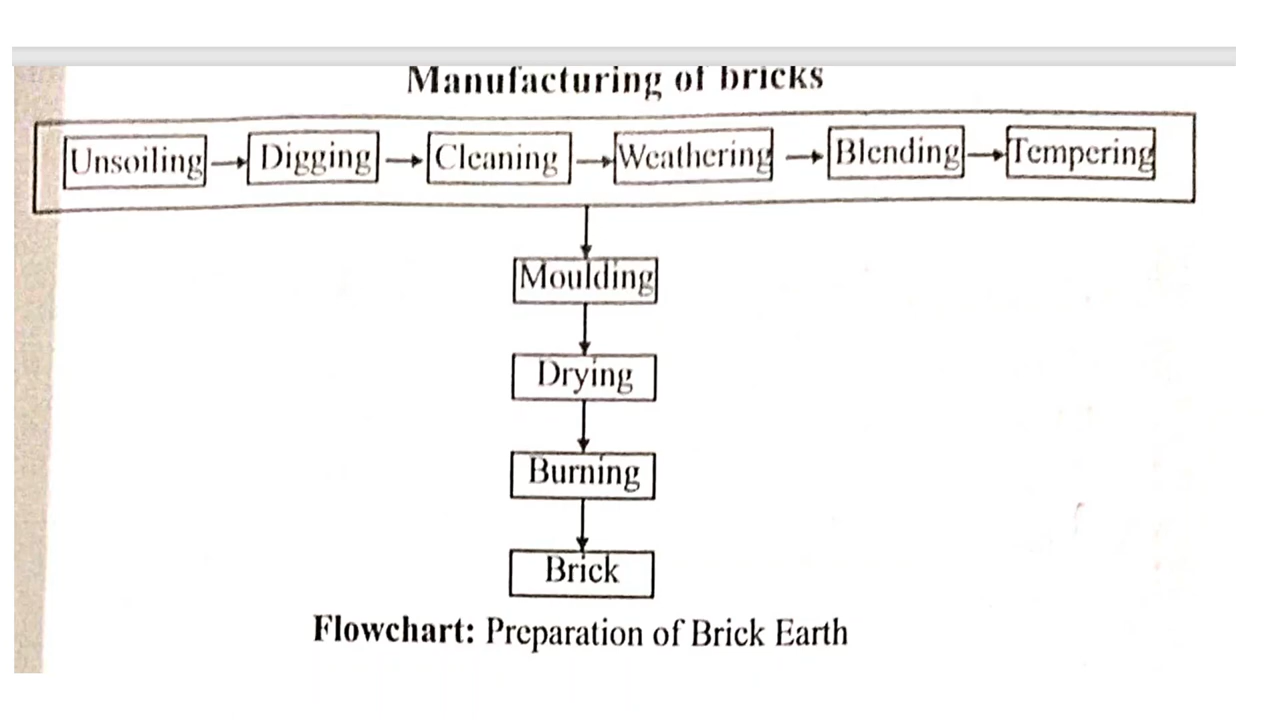 Manufacturing of bricks
Unsoiling Digging Cleaning Weathering Blending Tempering
Moulding
Drying
Burning
Brick
Flowchart: Preparation of Brick Earth